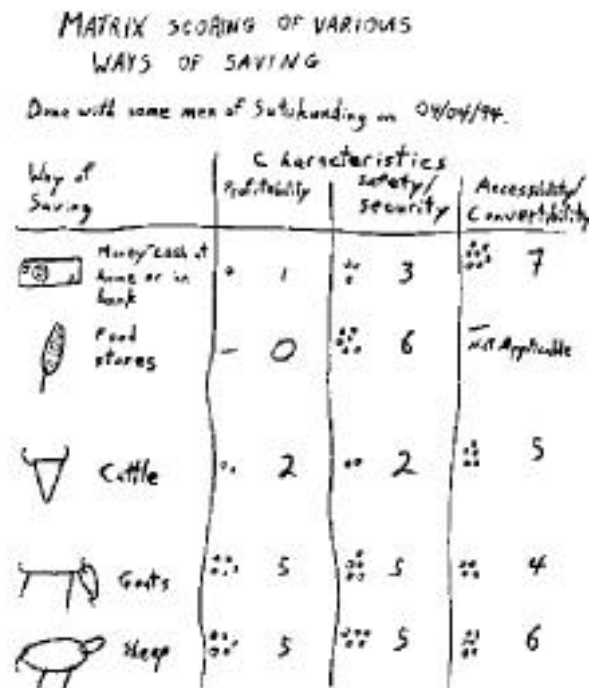 MATRIX SCORING OF VARIOUS
WAYS OF SAVING
Done with some men of Sutukunding on 04/04/94.
Characteristics
Way of Saving
Profitability
Safety/ security
Accessibility/ Convertibility
Money-cash at home or in bank
1
3
7
Food stores
– 0
6
– Not Applicable
Cattle
2
2
5
Goats
5
5
4
Sheep
5
5
6